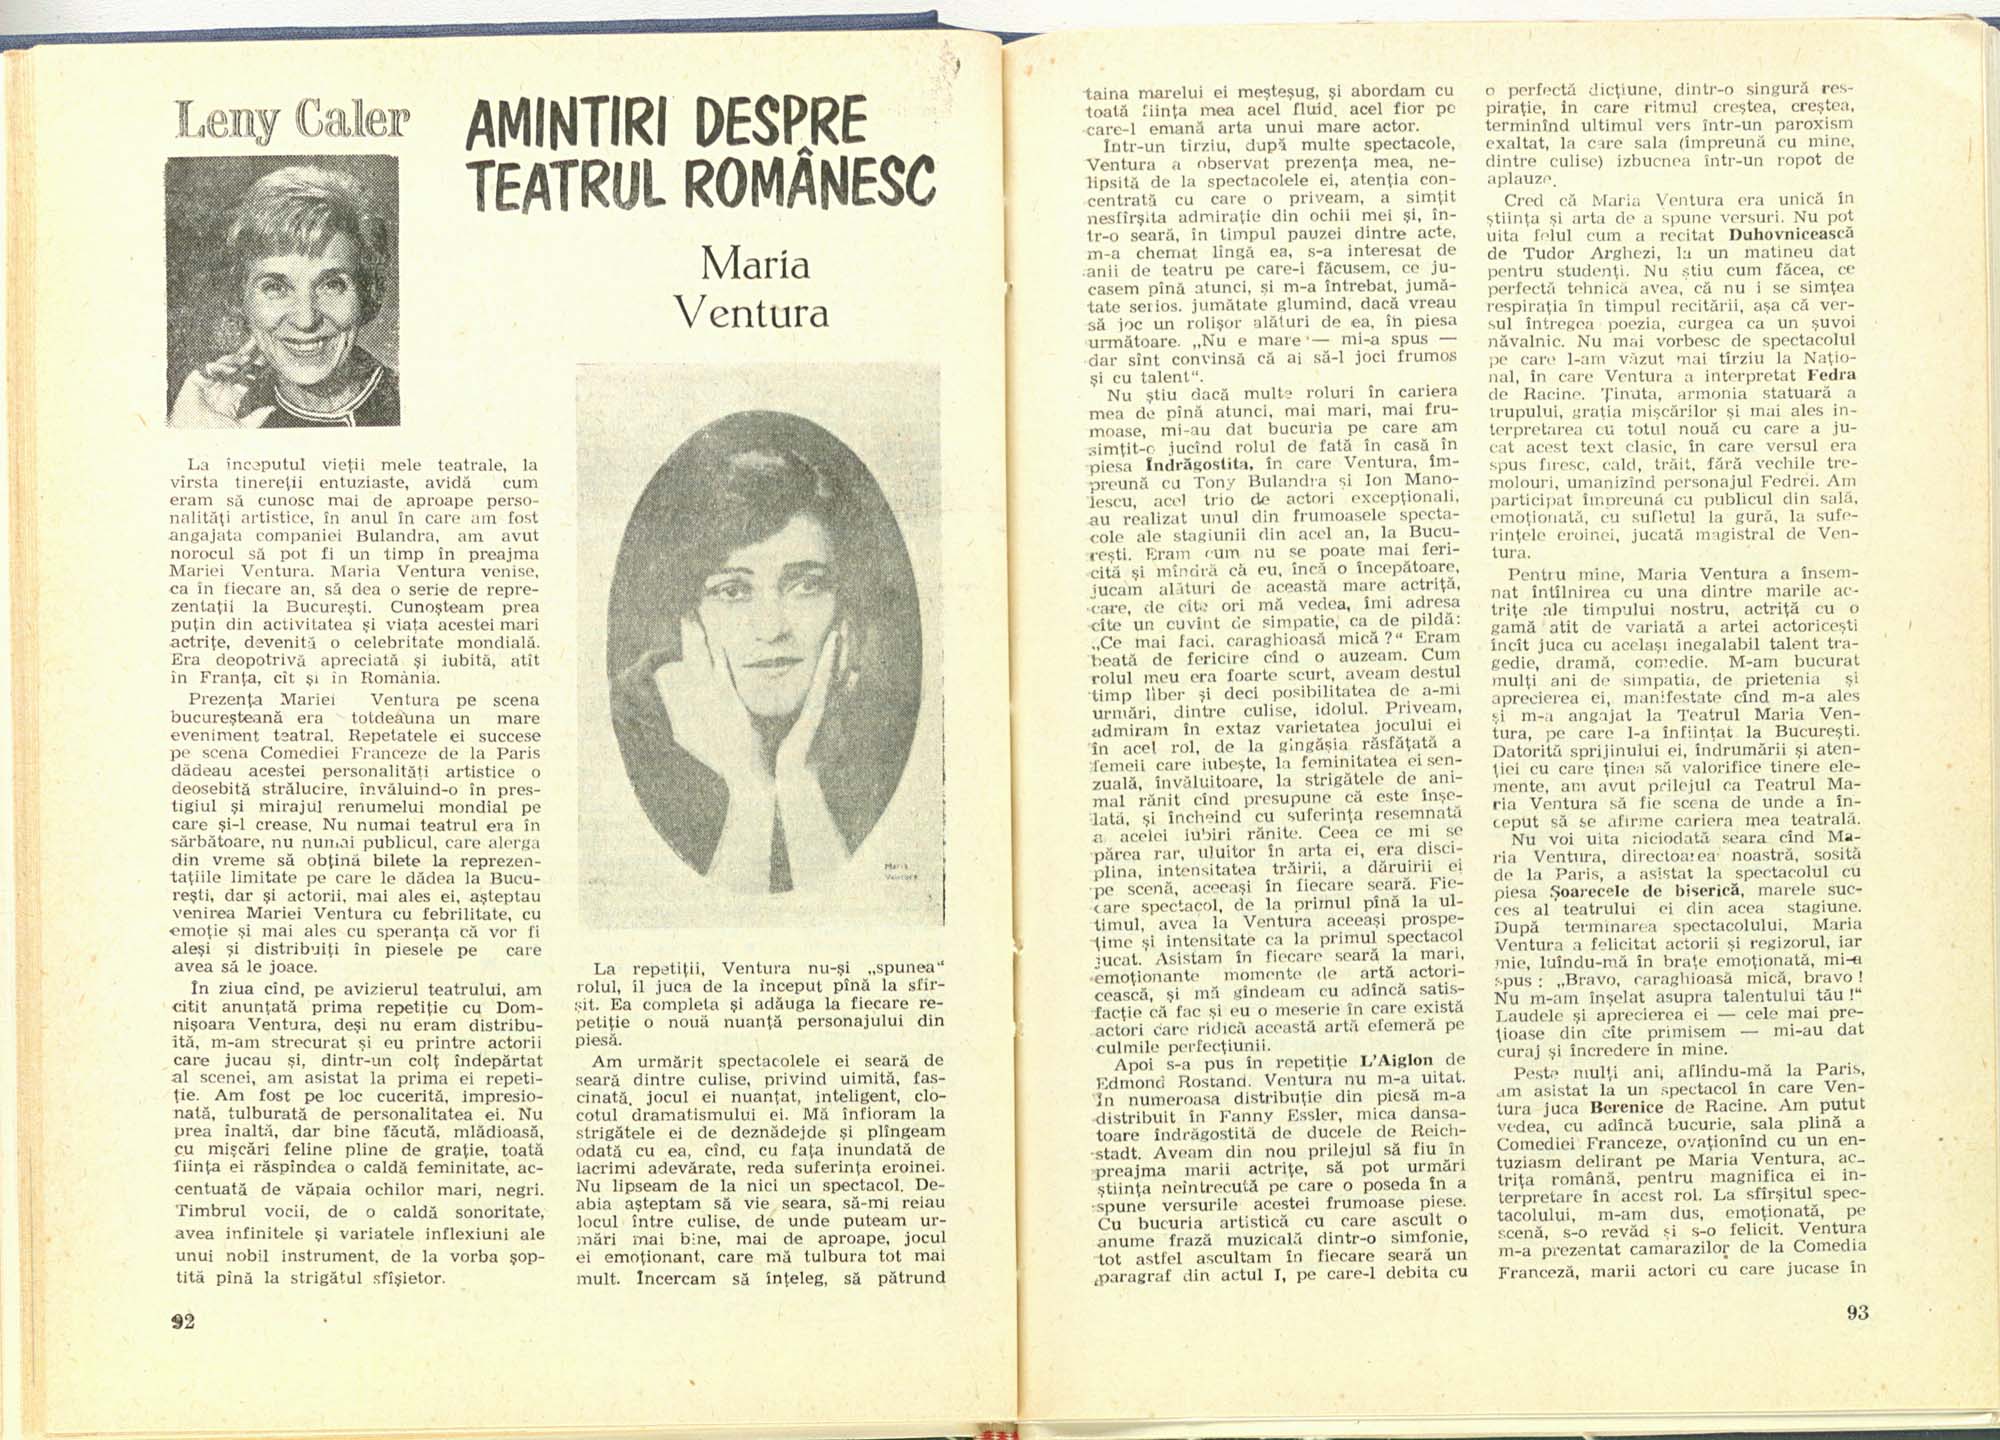 Leny Caler
AMINTIRI DESPRE
TEATRUL ROMÂNESC
Maria
Ventura
La începutul vieții mele teatrale, la
vîrsta tinereții entuziaste, avidă cum
eram să cunosc mai de aproape perso-
nalități artistice, în anul în care am fost
angajata companiei Bulandra, am avut
norocul să pot fi un timp în preajma
Mariei Ventura. Maria Ventura venise,
ca în fiecare an, să dea o serie de repre-
zentații la București. Cunoșteam prea
puțin din activitatea și viața acestei mari
actrițe, devenită o celebritate mondială.
Era deopotrivă apreciată și iubită, atît
în Franța, cît și în România.
Prezența Mariei Ventura pe scena
bucureșteană era totdeauna un mare
eveniment teatral. Repetatele ei succese
pe scena Comediei Franceze de la Paris
dădeau acestei personalități artistice o
deosebită strălucire, învăluind-o în pres-
tigiul și mirajul renumelui mondial pe
care și-l crease. Nu numai teatrul era în
sărbătoare, nu numai publicul, care alerga
din vreme să obțină bilete la reprezen-
tațiile limitate pe care le dădea la Bucu-
rești, dar și actorii, mai ales ei, așteptau
venirea Mariei Ventura cu febrilitate, cu
emoție și mai ales cu speranța că vor fi
aleși și distribuiți în piesele pe care
avea să le joace.
În ziua cînd, pe avizierul teatrului, am
citit anunțată prima repetiție cu Dom-
nișoara Ventura, deși nu eram distribu-
ită, m-am strecurat și eu printre actorii
care jucau și, dintr-un colț îndepărtat
al scenei, am asistat la prima ei repeti-
ție. Am fost pe loc cucerită, impresio-
nată, tulburată de personalitatea ei. Nu
prea înaltă, dar bine făcută, mlădioasă,
cu mișcări feline pline de grație, toată
ființa ei răspîndea o caldă feminitate, ac-
centuată de văpaia ochilor mari, negri.
Timbrul vocii, de o caldă sonoritate,
avea infinitele și variatele inflexiuni ale
unui nobil instrument, de la vorba șop-
tită pînă la strigătul sfîșietor.
Maria
Ventura
La repetiții, Ventura nu-și „spunea“
rolul, îl juca de la început pînă la sfîr-
șit. Ea completa și adăuga la fiecare re-
petiție o nouă nuanță personajului din
piesă.
Am urmărit spectacolele ei seară de
seară dintre culise, privind uimită, fas-
cinată, jocul ei nuanțat, inteligent, clo-
cotul dramatismului ei. Mă înfioram la
strigătele ei de deznădejde și plîngeam
odată cu ea, cînd, cu fața inundată de
lacrimi adevărate, reda suferința eroinei.
Nu lipseam de la nici un spectacol. De-
abia așteptam să vie seara, să-mi reiau
locul între culise, de unde puteam ur-
mări mai bine, mai de aproape, jocul
ei emoționant, care mă tulbura tot mai
mult. Încercam să înțeleg, să pătrund
92
taina marelui ei meșteșug, și abordam cu
toată ființa mea acel fluid, acel fior pe
care-l emană arta unui mare actor.
Într-un tîrziu, după multe spectacole,
Ventura a observat prezența mea, ne-
lipsită de la spectacolele ei, atenția con-
centrată cu care o priveam, a simțit
nesfîrșita admirație din ochii mei și, în-
tr-o seară, în timpul pauzei dintre acte,
m-a chemat lîngă ea, s-a interesat de
anii de teatru pe care-i făcusem, ce ju-
casem pînă atunci, și m-a întrebat, jumă-
tate serios, jumătate glumind, dacă vreau
să joc un rolișor alături de ea, în piesa
următoare. „Nu e mare — mi-a spus —
dar sînt convinsă că ai să-l joci frumos
și cu talent“.
Nu știu dacă multe roluri în cariera
mea de pînă atunci, mai mari, mai fru-
moase, mi-au dat bucuria pe care am
simțit-o jucînd rolul de fată în casă în
piesa Îndrăgostita, în care Ventura, îm-
preună cu Tony Bulandra și Ion Mano-
lescu, acel trio de actori excepționali,
au realizat unul din frumoasele specta-
cole ale stagiunii din acel an, la Bucu-
rești. Eram cum nu se poate mai feri-
cită și mîndră că eu, încă o începătoare,
jucam alături de această mare actriță,
care, de cîte ori mă vedea, îmi adresa
cîte un cuvînt de simpatie, ca de pildă:
„Ce mai faci, caraghioasă mică ?“ Eram
beată de fericire cînd o auzeam. Cum
rolul meu era foarte scurt, aveam destul
timp liber și deci posibilitatea de a-mi
urmări, dintre culise, idolul. Priveam,
admiram în extaz varietatea jocului ei
în acel rol, de la gingășia răsfățată a
femeii care iubește, la feminitatea ei sen-
zuală, învăluitoare, la strigătele de ani-
mal rănit cînd presupune că este înșe-
lată, și încheind cu suferința resemnată
a acelei iubiri rănite. Ceea ce mi se
părea rar, uluitor în arta ei, era disci-
plina, intensitatea trăirii, a dăruirii ei
pe scenă, aceeași în fiecare seară. Fie-
care spectacol, de la primul pînă la ul-
timul, avea la Ventura aceeași prospe-
țime și intensitate ca la primul spectacol
jucat. Asistam în fiecare seară la mari,
emoționante momente de artă actori-
cească, și mă gîndeam cu adîncă satis-
facție că fac și eu o meserie în care există
actori care ridică această artă efemeră pe
culmile perfecțiunii.
Apoi s-a pus în repetiție L'Aiglon de
Edmond Rostand. Ventura nu m-a uitat.
În numeroasa distribuție din piesă m-a
distribuit în Fanny Essler, mica dansa-
toare îndrăgostită de ducele de Reich-
stadt. Aveam din nou prilejul să fiu în
preajma marii actrițe, să pot urmări
știința neîntrecută pe care o poseda în a
spune versurile acestei frumoase piese.
Cu bucuria artistică cu care ascult o
anume frază muzicală dintr-o simfonie,
tot astfel ascultam în fiecare seară un
paragraf din actul I, pe care-l debita cu
o perfectă dicțiune, dintr-o singură res-
pirație, în care ritmul creștea, creștea,
terminînd ultimul vers într-un paroxism
exaltat, la care sala (împreună cu mine,
dintre culise) izbucnea într-un ropot de
aplauze.
Cred că Maria Ventura era unică în
știința și arta de a spune versuri. Nu pot
uita felul cum a recitat Duhovnicească
de Tudor Arghezi, la un matineu dat
pentru studenți. Nu știu cum făcea, ce
perfectă tehnică avea, că nu i se simțea
respirația în timpul recitării, așa că ver-
sul întregea poezia, curgea ca un șuvoi
năvalnic. Nu mai vorbesc de spectacolul
pe care l-am văzut mai tîrziu la Națio-
nal, în care Ventura a interpretat Fedra
de Racine. Ținuta, armonia statuară a
trupului, grația mișcărilor și mai ales in-
terpretarea cu totul nouă cu care a ju-
cat acest text clasic, în care versul era
spus firesc, cald, trăit, fără vechile tre-
molouri, umanizînd personajul Fedrei. Am
participat împreună cu publicul din sală,
emoționată, cu sufletul la gură, la sufe-
rințele eroinei, jucată magistral de Ven-
tura.
Pentru mine, Maria Ventura a însem-
nat întîlnirea cu una dintre marile ac-
trițe ale timpului nostru, actriță cu o
gamă atît de variată a artei actoricești
încît juca cu același inegalabil talent tra-
gedie, dramă, comedie. M-am bucurat
mulți ani de simpatia, de prietenia și
aprecierea ei, manifestate cînd m-a ales
și m-a angajat la Teatrul Maria Ven-
tura, pe care l-a înființat la București.
Datorită sprijinului ei, îndrumării și aten-
ției cu care ținea să valorifice tinere ele-
mente, am avut prilejul ca Teatrul Ma-
ria Ventura să fie scena de unde a în-
ceput să se afirme cariera mea teatrală.
Nu voi uita niciodată seara cînd Ma-
ria Ventura, directoarea noastră, sosită
de la Paris, a asistat la spectacolul cu
piesa Șoarecele de biserică, marele suc-
ces al teatrului ei din acea stagiune.
După terminarea spectacolului, Maria
Ventura a felicitat actorii și regizorul, iar
mie, luîndu-mă în brațe emoționată, mi-a
spus : „Bravo, caraghioasă mică, bravo !
Nu m-am înșelat asupra talentului tău !“
Laudele și aprecierea ei — cele mai pre-
țioase din cîte primisem — mi-au dat
curaj și încredere în mine.
Peste mulți ani, aflîndu-mă la Paris,
am asistat la un spectacol în care Ven-
tura juca Berenice de Racine. Am putut
vedea, cu adîncă bucurie, sala plină a
Comediei Franceze, ovaționînd cu un en-
tuziasm delirant pe Maria Ventura, ac-
trița română, pentru magnifica ei in-
terpretare în acest rol. La sfîrșitul spec-
tacolului, m-am dus, emoționată, pe
scenă, s-o revăd și s-o felicit. Ventura
m-a prezentat camarazilor de la Comedia
Franceză, marii actori cu care jucase în
93